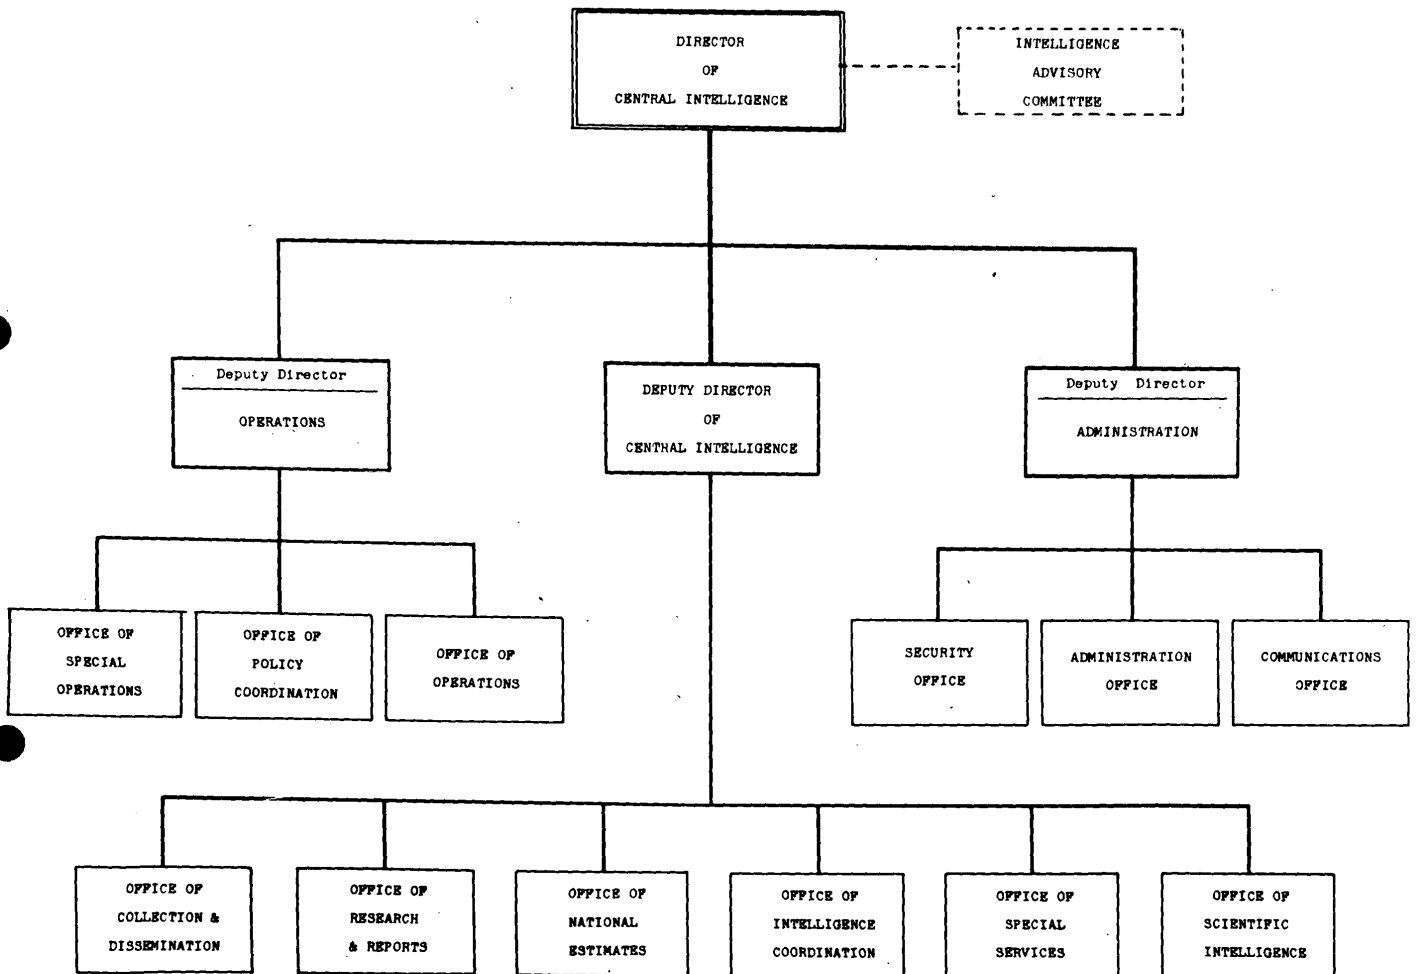 DIRECTOR
OF
CENTRAL INTELLIGENCE
INTELLIGENCE
ADVISORY
COMMITTEE
Deputy Director
OPERATIONS
DEPUTY DIRECTOR
OF
CENTRAL INTELLIGENCE
Deputy Director
ADMINISTRATION
OFFICE OF
SPECIAL
OPERATIONS
OFFICE OF
POLICY
COORDINATION
OFFICE OF
OPERATIONS
SECURITY
OFFICE
ADMINISTRATION
OFFICE
COMMUNICATIONS
OFFICE
OFFICE OF
COLLECTION &
DISSEMINATION
OFFICE OF
RESEARCH
& REPORTS
OFFICE OF
NATIONAL
ESTIMATES
OFFICE OF
INTELLIGENCE
COORDINATION
OFFICE OF
SPECIAL
SERVICES
OFFICE OF
SCIENTIFIC
INTELLIGENCE